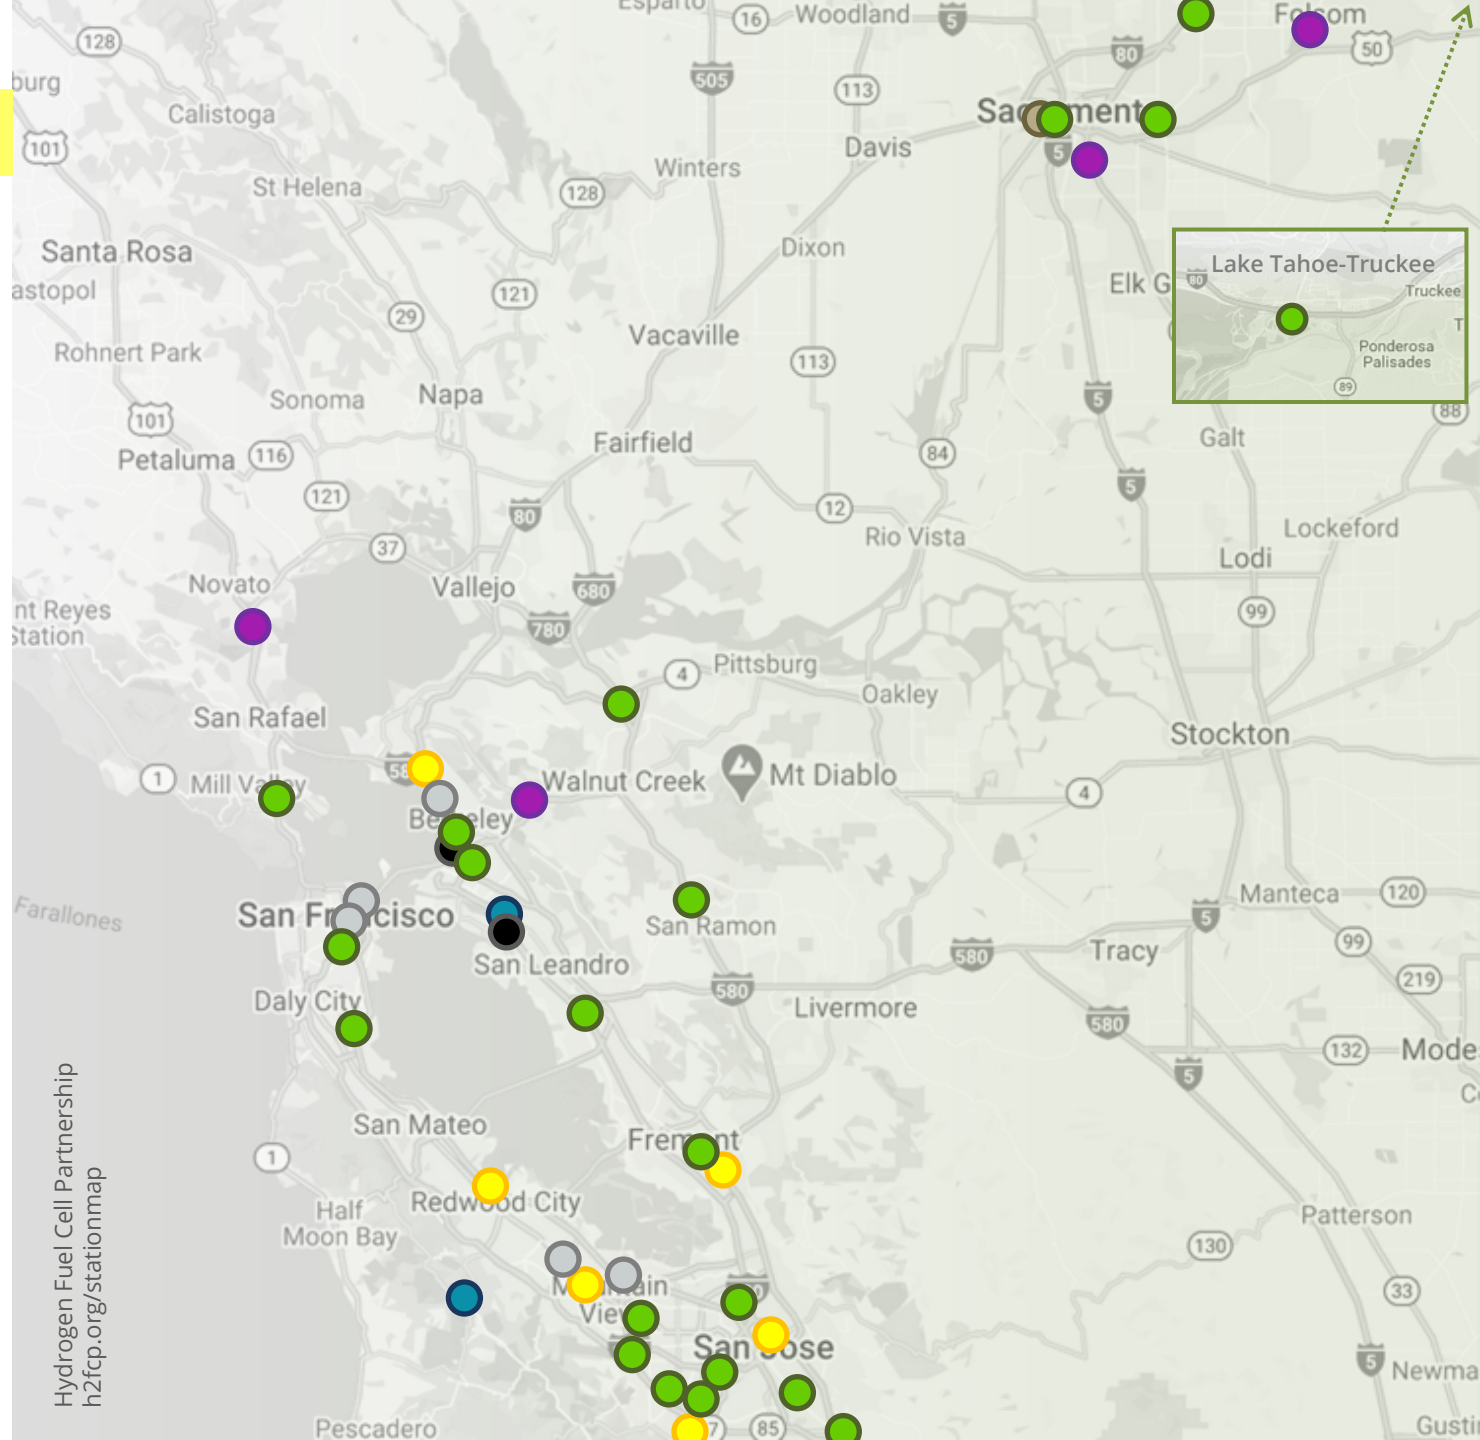 Esparto
16
Woodland
5
Folsom
128
80
50
burg
505
113
Calistoga
101
Davis
5
Winters
St Helena
128
Santa Rosa
Dixon
Lake Tahoe-Truckee
80
Elk G
Truckee
astopol
121
29
T
Vacaville
Ponderosa
Palisades
Rohnert Park
113
89
Napa
5
Sonoma
88
101
Galt
Fairfield
Petaluma
116
84
121
5
80
12
Lockeford
Rio Vista
37
Lodi
Novato
Vallejo
680
nt Reyes
Station
99
780
Pittsburg
4
Oakley
San Rafael
Stockton
1
Mill Valley
Walnut Creek
Mt Diablo
4
Manteca
120
Farallones
5
San Ramon
99
Tracy
580
San Leandro
219
580
Daly City
Livermore
580
132
Mode
5
San Mateo
1
Redwood City
Half
Moon Bay
Patterson
130
33
San Jose
5
Newma
Pescadero
7
85
Gusti
Hydrogen Fuel Cell Partnership
h2fcp.org/stationmap